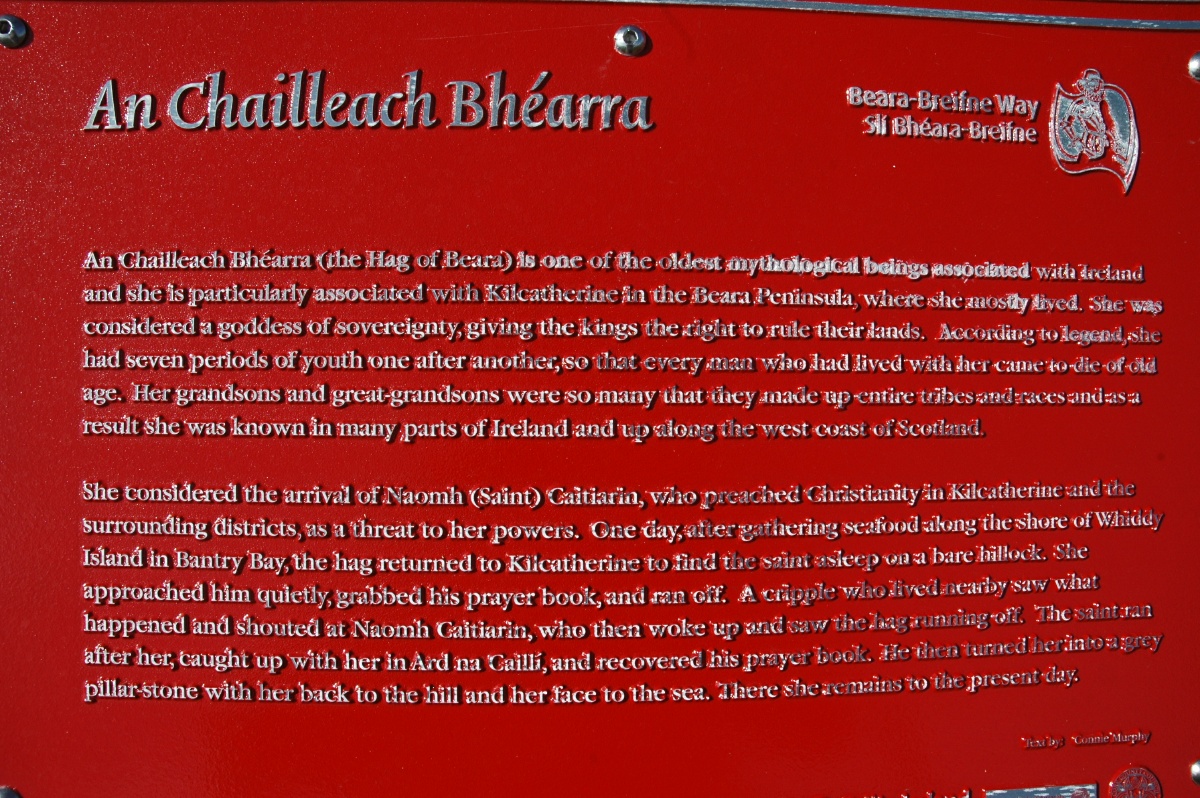 An Chailleach Bhéarra
Beara-Breifne Way
Slí Bhéara-Breifne
An Chailleach Bhéarra (the Hag of Beara) is one of the oldest mythological beings associated with Ireland
and she is particularly associated with Kilcatherine in the Beara Peninsula, where she mostly lived. She was
considered a goddess of sovereignty, giving the kings the right to rule their lands. According to legend, she
had seven periods of youth one after another, so that every man who had lived with her came to die of old
age. Her grandsons and great-grandsons were so many that they made up entire tribes and races and as a
result she was known in many parts of Ireland and up along the west coast of Scotland.
She considered the arrival of Naomh (Saint) Caitiarin, who preached Christianity in Kilcatherine and the
surrounding districts, as a threat to her powers. One day, after gathering seafood along the shore of Whiddy
Island in Bantry Bay, the hag returned to Kilcatherine to find the saint asleep on a bare hillock. She
approached him quietly, grabbed his prayer book, and ran off. A cripple who lived nearby saw what
happened and shouted at Naomh Caitiarin, who then woke up and saw the hag running off. The saint ran
after her, caught up with her in Ard na Caillí, and recovered his prayer book. He then turned her into a grey
pillar-stone with her back to the hill and her face to the sea. There she remains to the present day.
Text by: Connie Murphy